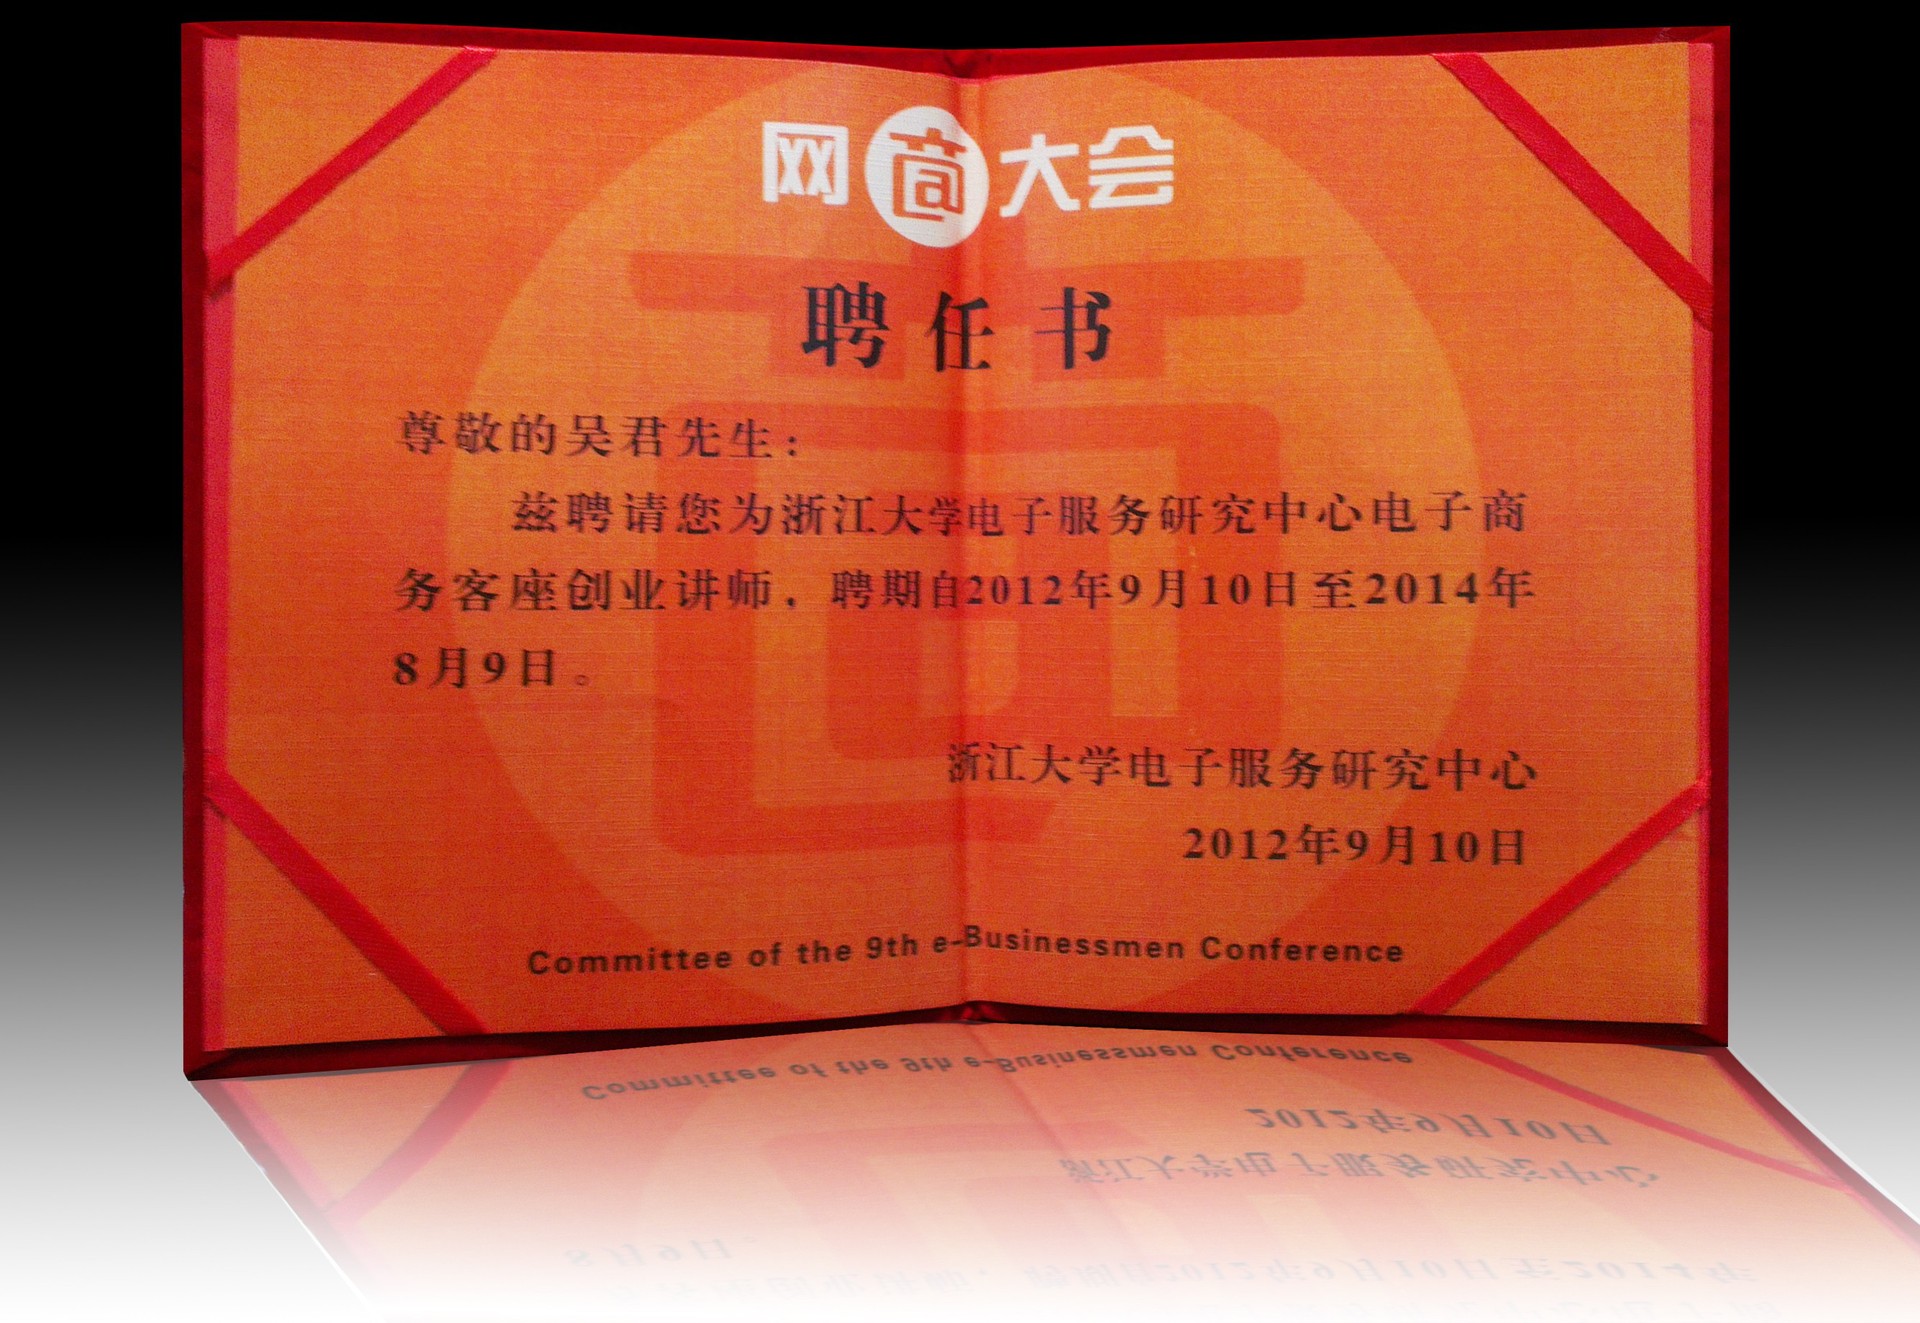 网商大会
聘任书
尊敬的吴君先生：
兹聘请您为浙江大学电子服务研究中心电子商
务客座创业讲师，聘期自2012年9月10日至2014年
8月9日。
浙江大学电子服务研究中心
2012年9月10日
Committee of the 9th e-Businessmen Conference